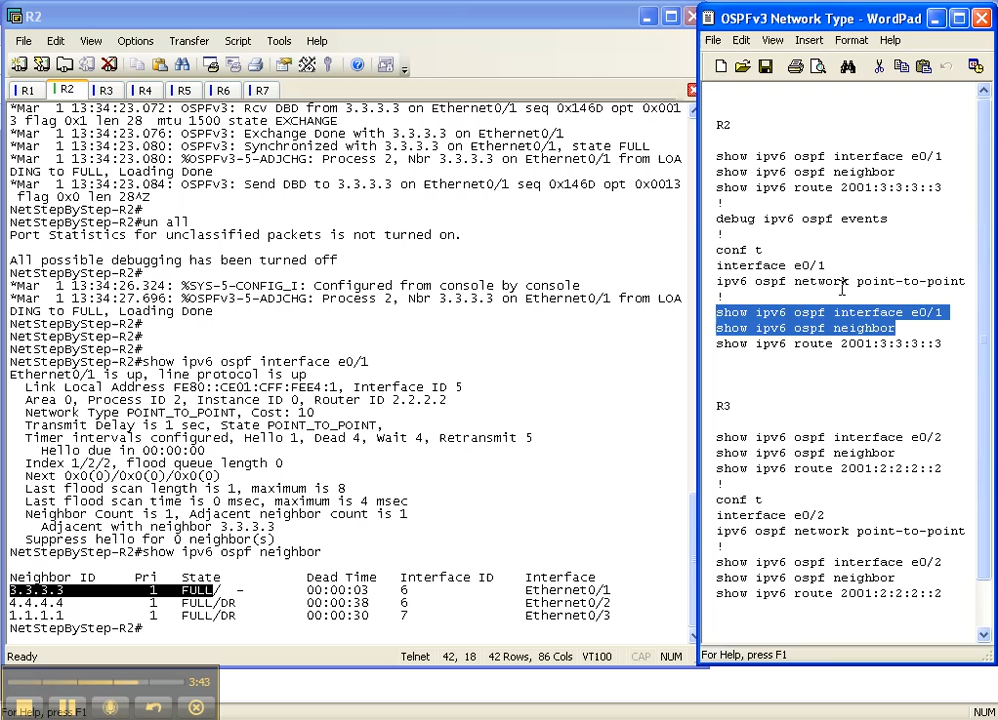 R2
File Edit View Options Transfer Script Tools Help
R1 R2 R3 R4 R5 R6 R7
*Mar  1 13:34:23.072: OSPFv3: Rcv DBD from 3.3.3.3 on Ethernet0/1 seq 0x146D opt 0x001
3 flag 0x1 len 28  mtu 1500 state EXCHANGE
*Mar  1 13:34:23.076: OSPFv3: Exchange Done with 3.3.3.3 on Ethernet0/1
*Mar  1 13:34:23.080: OSPFv3: Synchronized with 3.3.3.3 on Ethernet0/1, state FULL
*Mar  1 13:34:23.080: %OSPFv3-5-ADJCHG: Process 2, Nbr 3.3.3.3 on Ethernet0/1 from LOA
DING to FULL, Loading Done
*Mar  1 13:34:23.084: OSPFv3: Send DBD to 3.3.3.3 on Ethernet0/1 seq 0x146D opt 0x0013
 flag 0x0 len 28^Z
NetStepByStep-R2#un all
Port Statistics for unclassified packets is not turned on.
All possible debugging has been turned off
NetStepByStep-R2#
*Mar  1 13:34:26.324: %SYS-5-CONFIG_I: Configured from console by console
*Mar  1 13:34:27.696: %OSPFv3-5-ADJCHG: Process 2, Nbr 3.3.3.3 on Ethernet0/1 from LOA
DING to FULL, Loading Done
NetStepByStep-R2#
NetStepByStep-R2#
NetStepByStep-R2#
NetStepByStep-R2#show ipv6 ospf interface e0/1
Ethernet0/1 is up, line protocol is up
  Link Local Address FE80::CE01:CFF:FEE4:1, Interface ID 5
  Area 0, Process ID 2, Instance ID 0, Router ID 2.2.2.2
  Network Type POINT_TO_POINT, Cost: 10
  Transmit Delay is 1 sec, State POINT_TO_POINT,
  Timer intervals configured, Hello 1, Dead 4, Wait 4, Retransmit 5
    Hello due in 00:00:00
  Index 1/2/2, flood queue length 0
  Next 0x0(0)/0x0(0)/0x0(0)
  Last flood scan length is 1, maximum is 8
  Last flood scan time is 0 msec, maximum is 4 msec
  Neighbor Count is 1, Adjacent neighbor count is 1
    Adjacent with neighbor 3.3.3.3
  Suppress hello for 0 neighbor(s)
NetStepByStep-R2#show ipv6 ospf neighbor
Neighbor ID     Pri   State           Dead Time   Interface ID    Interface
3.3.3.3           1   FULL/  -        00:00:03    6               Ethernet0/1
4.4.4.4           1   FULL/DR         00:00:38    6               Ethernet0/2
1.1.1.1           1   FULL/DR         00:00:30    7               Ethernet0/3
NetStepByStep-R2#
Ready Telnet 42, 18 42 Rows, 86 Cols VT100 CAP NUM
3:43
For Help, press F1
OSPFv3 Network Type - WordPad
File Edit View Insert Format Help
R2
show ipv6 ospf interface e0/1
show ipv6 ospf neighbor
show ipv6 route 2001:3:3:3::3
!
debug ipv6 ospf events
!
conf t
interface e0/1
ipv6 ospf network point-to-point
!
show ipv6 ospf interface e0/1
show ipv6 ospf neighbor
show ipv6 route 2001:3:3:3::3
R3
show ipv6 ospf interface e0/2
show ipv6 ospf neighbor
show ipv6 route 2001:2:2:2::2
!
conf t
interface e0/2
ipv6 ospf network point-to-point
!
show ipv6 ospf interface e0/2
show ipv6 ospf neighbor
show ipv6 route 2001:2:2:2::2
For Help, press F1
NUM